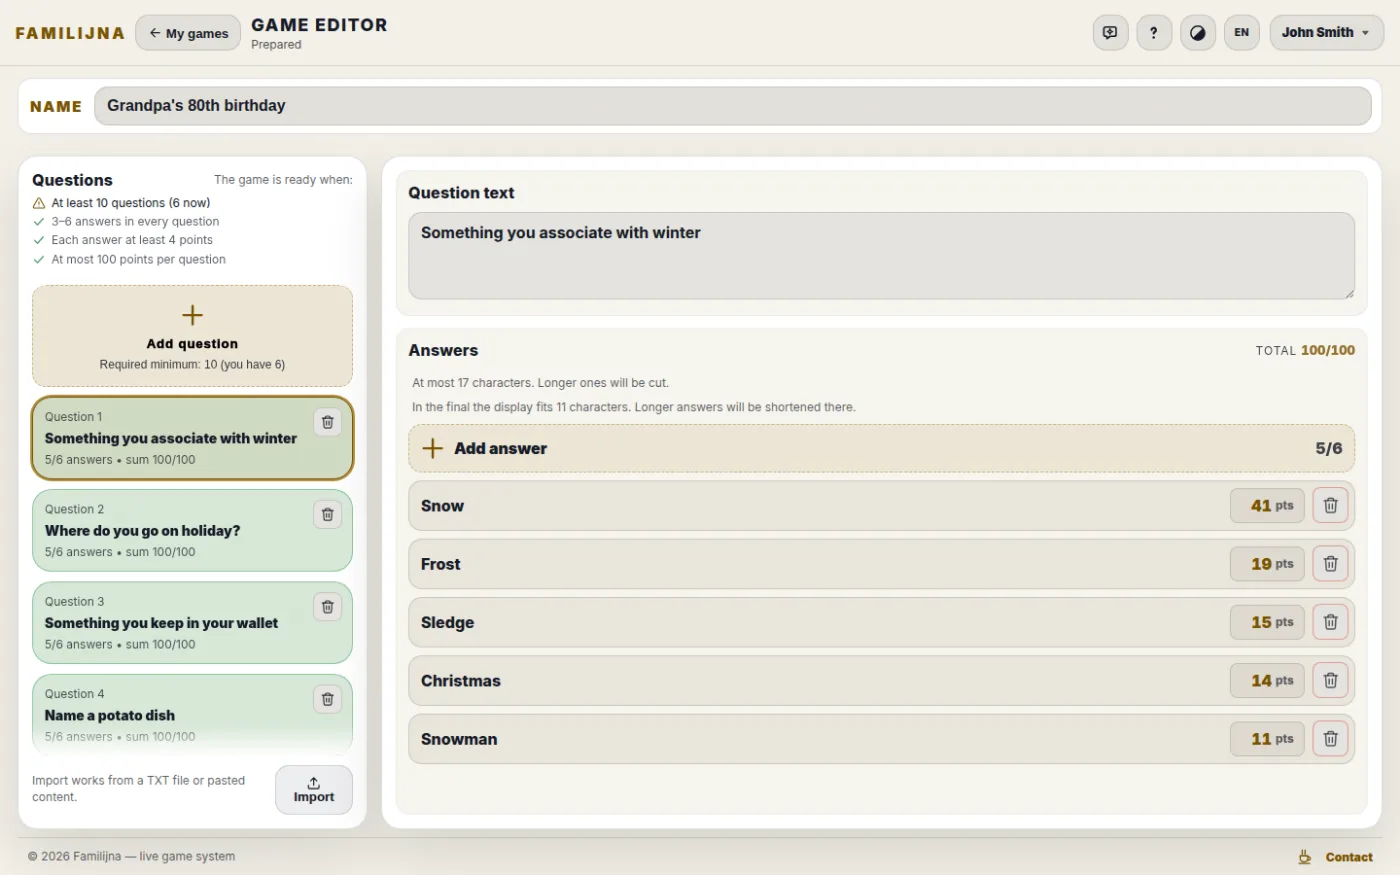 FAMILIJNA
← My games
GAME EDITOR
Prepared
?
EN
John Smith
NAME
Grandpa's 80th birthday
Questions
The game is ready when:
At least 10 questions (6 now)
3–6 answers in every question
Each answer at least 4 points
At most 100 points per question
Add question
Required minimum: 10 (you have 6)
Question 1
Something you associate with winter
5/6 answers • sum 100/100
Question 2
Where do you go on holiday?
5/6 answers • sum 100/100
Question 3
Something you keep in your wallet
5/6 answers • sum 100/100
Question 4
Name a potato dish
5/6 answers • sum 100/100
Import works from a TXT file or pasted
content.
Import
Question text
Something you associate with winter
Answers
TOTAL 100/100
At most 17 characters. Longer ones will be cut.
In the final the display fits 11 characters. Longer answers will be shortened there.
Add answer
5/6
Snow
41 pts
Frost
19 pts
Sledge
15 pts
Christmas
14 pts
Snowman
11 pts
© 2026 Familijna — live game system
Contact